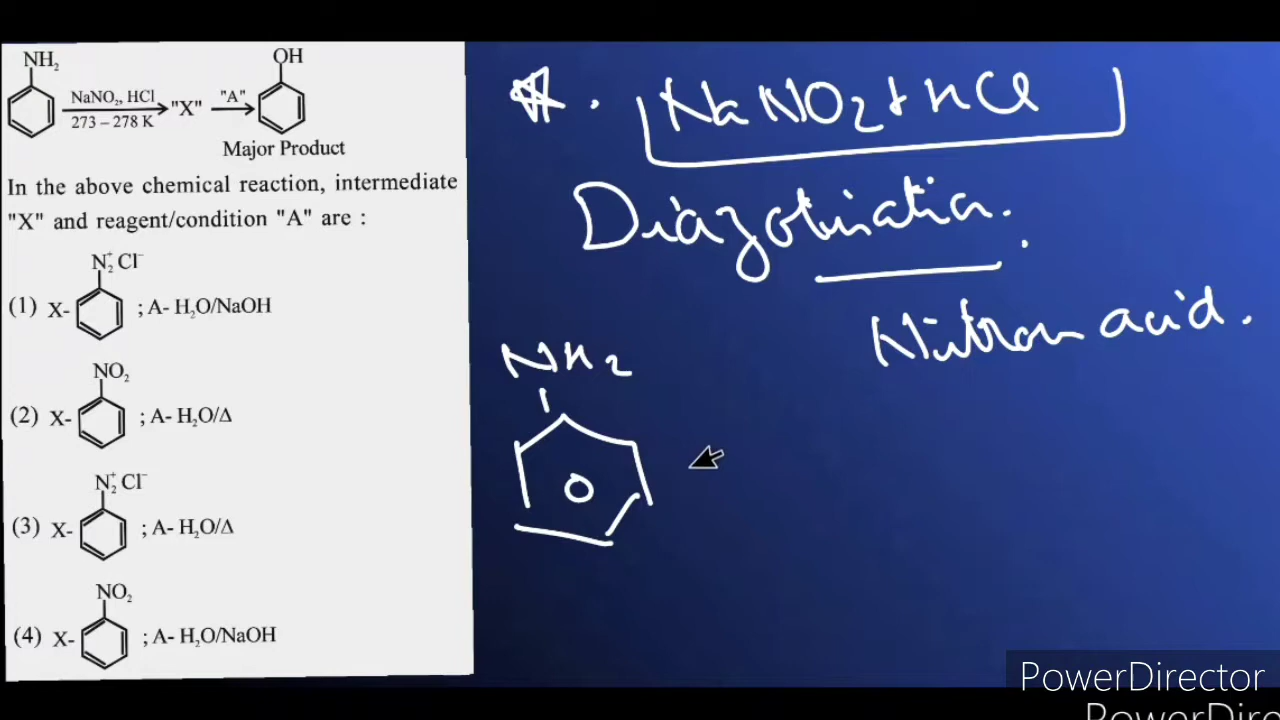 NH₂
NaNO₂, HCl
273 – 278 K
"X"
"A"
OH
Major Product
In the above chemical reaction, intermediate
"X" and reagent/condition "A" are :
N₂⁺Cl⁻
(1) X- ; A- H₂O/NaOH
NO₂
(2) X- ; A- H₂O/Δ
N₂⁺Cl⁻
(3) X- ; A- H₂O/Δ
NO₂
(4) X- ; A- H₂O/NaOH
NaNO₂ + HCl
Diazotisation.
acid.
NH₂
PowerDirector